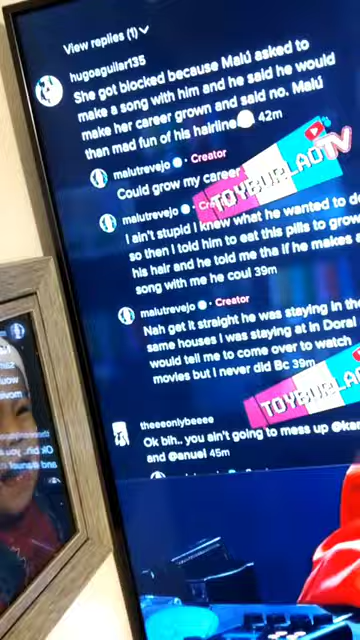 View replies (1)
hugoaguilar135
She got blocked because Malú asked to
make a song with him and he said he would
make her career grown and said no. Malú
than mad fun of his hairline 42m
malutrevejo • Creator
Could grow my career
TOYBURLAO TV
malutrevejo • Cr
I ain't stupid I knew what he wanted to do
so then I told him to eat this pills to grow
his hair and he told me tha if he makes a
song with me he coul 39m
malutrevejo • Creator
Nah get it straight he was staying in the
same houses I was staying at in Doral
would tell me to come over to watch
movies but I never did Bc 39m
TOYBURLAO
theeeonlybeeee
Ok bih.. you ain't going to mess up @kar
and @anuel 45m